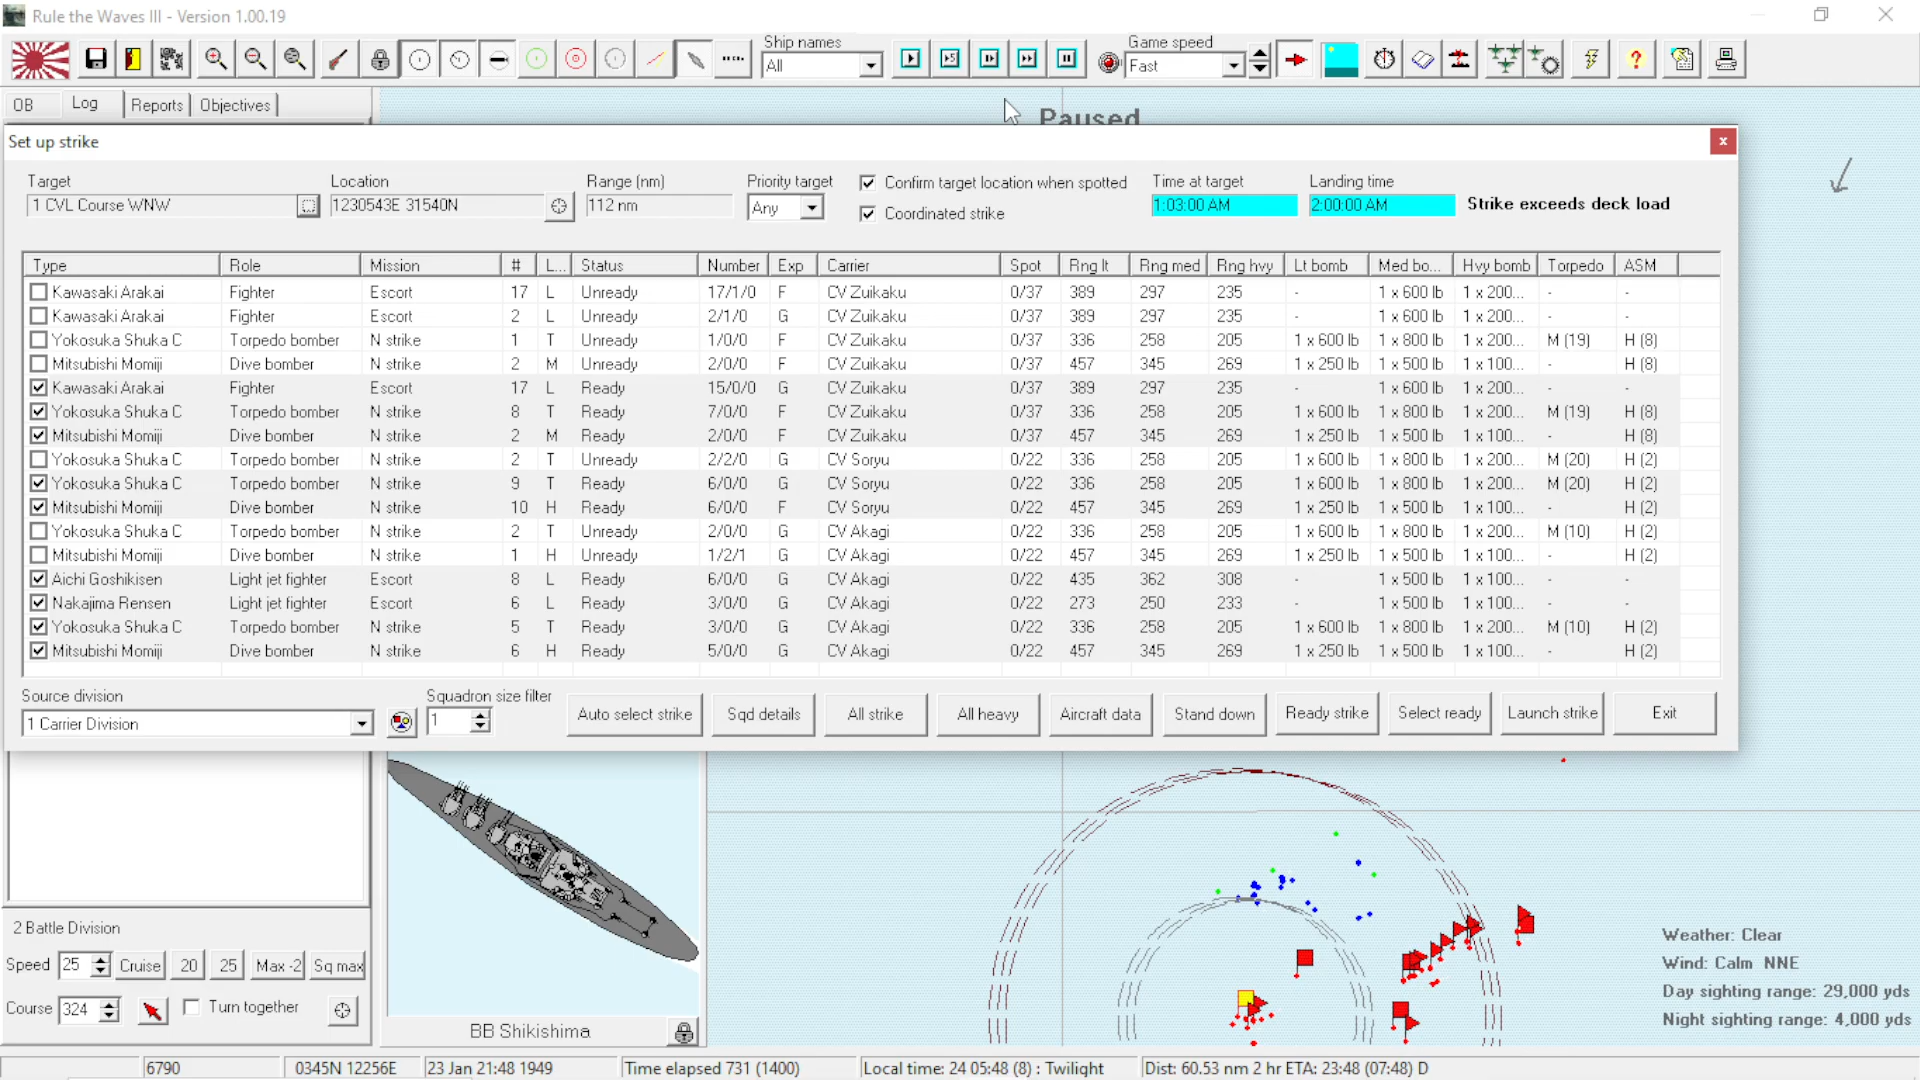 Rule the Waves III - Version 1.00.19
Ship names
All
Game speed
Fast
OB Log Reports Objectives
Paused
Set up strike
Target Location Range (nm) Priority target Confirm target location when spotted Time at target Landing time
1 CVL Course WNW 1230543E 31540N 112 nm Any Coordinated strike 1:03:00 AM 2:00:00 AM Strike exceeds deck load
Type Role Mission # L... Status Number Exp Carrier Spot Rng lt Rng med Rng hvy Lt bomb Med bo... Hvy bomb Torpedo ASM
Kawasaki Arakai Fighter Escort 17 L Unready 17/1/0 F CV Zuikaku 0/37 389 297 235 - 1 x 600 lb 1 x 200... - -
Kawasaki Arakai Fighter Escort 2 L Unready 2/1/0 G CV Zuikaku 0/37 389 297 235 - 1 x 600 lb 1 x 200... - -
Yokosuka Shuka C Torpedo bomber N strike 1 T Unready 1/0/0 F CV Zuikaku 0/37 336 258 205 1 x 600 lb 1 x 800 lb 1 x 200... M (19) H (8)
Mitsubishi Momiji Dive bomber N strike 2 M Unready 2/0/0 F CV Zuikaku 0/37 457 345 269 1 x 250 lb 1 x 500 lb 1 x 100... - H (8)
Kawasaki Arakai Fighter Escort 17 L Ready 15/0/0 G CV Zuikaku 0/37 389 297 235 - 1 x 600 lb 1 x 200... - -
Yokosuka Shuka C Torpedo bomber N strike 8 T Ready 7/0/0 F CV Zuikaku 0/37 336 258 205 1 x 600 lb 1 x 800 lb 1 x 200... M (19) H (8)
Mitsubishi Momiji Dive bomber N strike 2 M Ready 2/0/0 F CV Zuikaku 0/37 457 345 269 1 x 250 lb 1 x 500 lb 1 x 100... - H (8)
Yokosuka Shuka C Torpedo bomber N strike 2 T Unready 2/2/0 G CV Soryu 0/22 336 258 205 1 x 600 lb 1 x 800 lb 1 x 200... M (20) H (2)
Yokosuka Shuka C Torpedo bomber N strike 9 T Ready 6/0/0 G CV Soryu 0/22 336 258 205 1 x 600 lb 1 x 800 lb 1 x 200... M (20) H (2)
Mitsubishi Momiji Dive bomber N strike 10 H Ready 6/0/0 F CV Soryu 0/22 457 345 269 1 x 250 lb 1 x 500 lb 1 x 100... - H (2)
Yokosuka Shuka C Torpedo bomber N strike 2 T Unready 2/0/0 G CV Akagi 0/22 336 258 205 1 x 600 lb 1 x 800 lb 1 x 200... M (10) H (2)
Mitsubishi Momiji Dive bomber N strike 1 H Unready 1/2/1 G CV Akagi 0/22 457 345 269 1 x 250 lb 1 x 500 lb 1 x 100... - H (2)
Aichi Goshikisen Light jet fighter Escort 8 L Ready 6/0/0 G CV Akagi 0/22 435 362 308 - 1 x 500 lb 1 x 100... - -
Nakajima Rensen Light jet fighter Escort 6 L Ready 3/0/0 G CV Akagi 0/22 273 250 233 - 1 x 500 lb 1 x 100... - -
Yokosuka Shuka C Torpedo bomber N strike 5 T Ready 3/0/0 G CV Akagi 0/22 336 258 205 1 x 600 lb 1 x 800 lb 1 x 200... M (10) H (2)
Mitsubishi Momiji Dive bomber N strike 6 H Ready 5/0/0 G CV Akagi 0/22 457 345 269 1 x 250 lb 1 x 500 lb 1 x 100... - H (2)
Source division Squadron size filter
1 Carrier Division 1 Auto select strike Sqd details All strike All heavy Aircraft data Stand down Ready strike Select ready Launch strike Exit
2 Battle Division
Speed 25 Cruise 20 25 Max -2 Sq max
Course 324 Turn together
BB Shikishima
Weather: Clear
Wind: Calm NNE
Day sighting range: 29,000 yds
Night sighting range: 4,000 yds
6790 0345N 12256E 23 Jan 21:48 1949 Time elapsed 731 (1400) Local time: 24 05:48 (8) : Twilight Dist: 60.53 nm 2 hr ETA: 23:48 (07:48) D